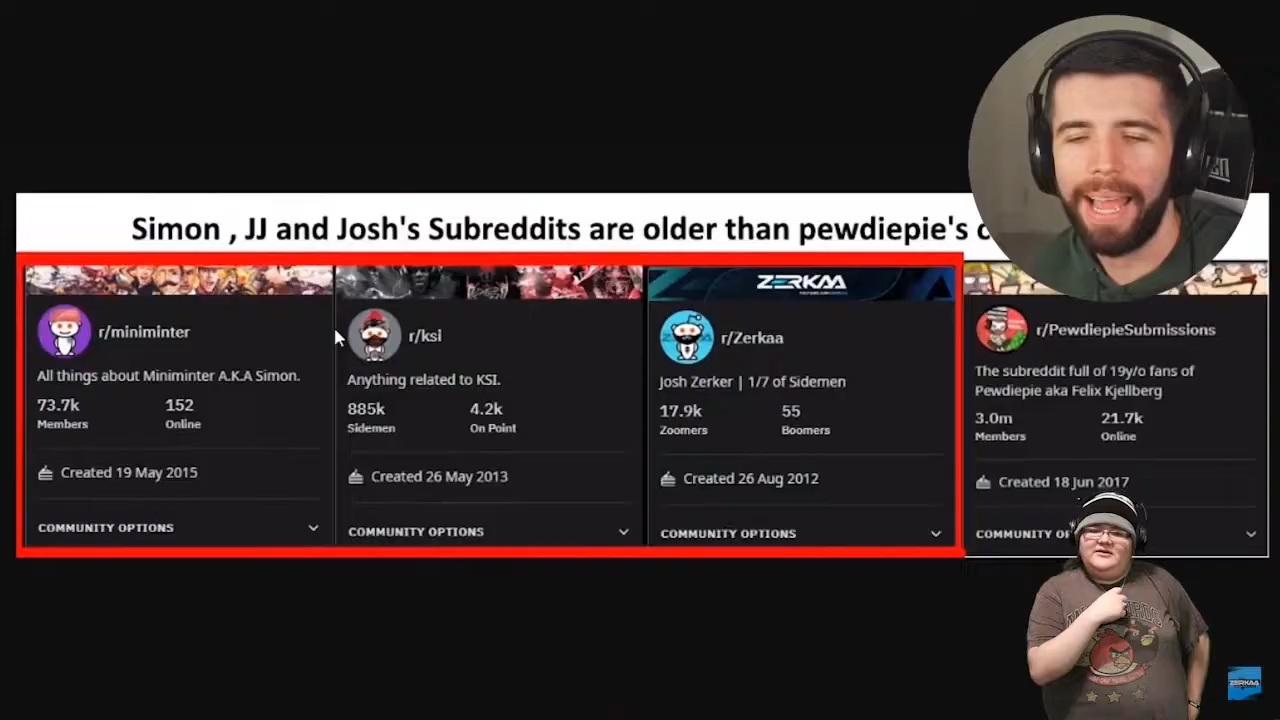 Simon , JJ and Josh's Subreddits are older than pewdiepie's
ZERKAA
r/miniminter
All things about Miniminter A.K.A Simon.
73.7k 152
Members Online
Created 19 May 2015
COMMUNITY OPTIONS
r/ksi
Anything related to KSI.
885k 4.2k
Sidemen On Point
Created 26 May 2013
COMMUNITY OPTIONS
r/Zerkaa
Josh Zerker | 1/7 of Sidemen
17.9k 55
Zoomers Boomers
Created 26 Aug 2012
COMMUNITY OPTIONS
r/PewdiepieSubmissions
The subreddit full of 19y/o fans of
Pewdiepie aka Felix Kjellberg
3.0m 21.7k
Members Online
Created 18 Jun 2017
COMMUNITY
ZERKAA